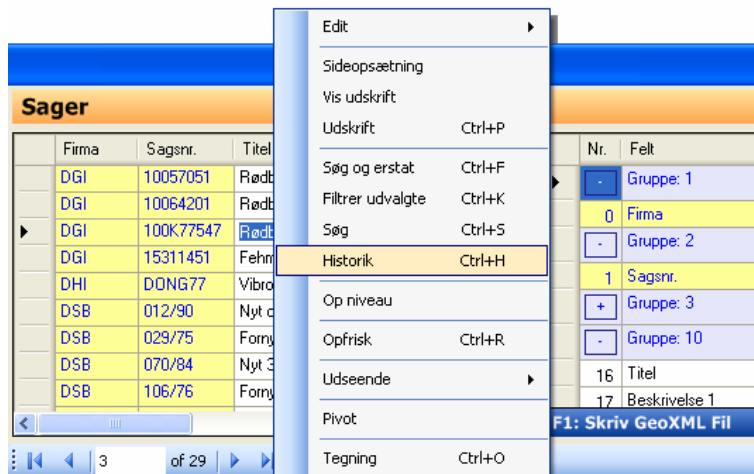 Sager
Firma Sagsnr. Titel
DGI 10057051 Rødb
DGI 10064201 Rødb
DGI 100K77547 Rødb
DGI 15311451 Fehm
DHI DONG77 Vibro
DSB 012/90 Nyt
DSB 029/75 Forny
DSB 070/84 Nyt 3
DSB 106/76 Forny
3 of 29
Edit
Sideopsætning
Vis udskrift
Udskrift Ctrl+P
Søg og erstat Ctrl+F
Filtrer udvalgte Ctrl+K
Søg Ctrl+S
Historik Ctrl+H
Op niveau
Opfrisk Ctrl+R
Udseende
Pivot
Tegning Ctrl+O
Nr. Felt
- Gruppe: 1
0 Firma
- Gruppe: 2
1 Sagsnr.
+ Gruppe: 3
- Gruppe: 10
16 Titel
17 Beskrivelse 1
F1: Skriv GeoXML Fil